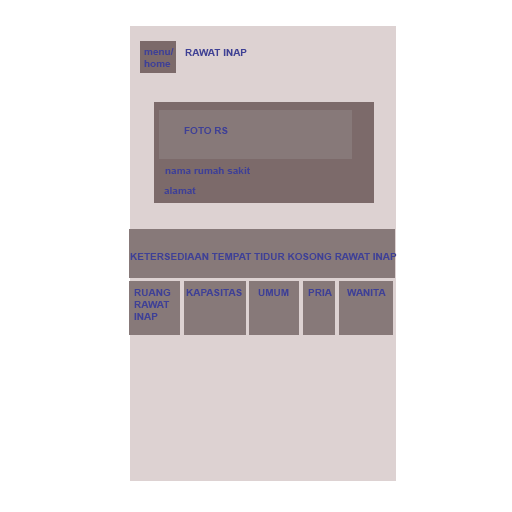 menu/
home
RAWAT INAP
FOTO RS
nama rumah sakit
alamat
KETERSEDIAAN TEMPAT TIDUR KOSONG RAWAT INAP
RUANG
RAWAT
INAP
KAPASITAS
UMUM
PRIA
WANITA